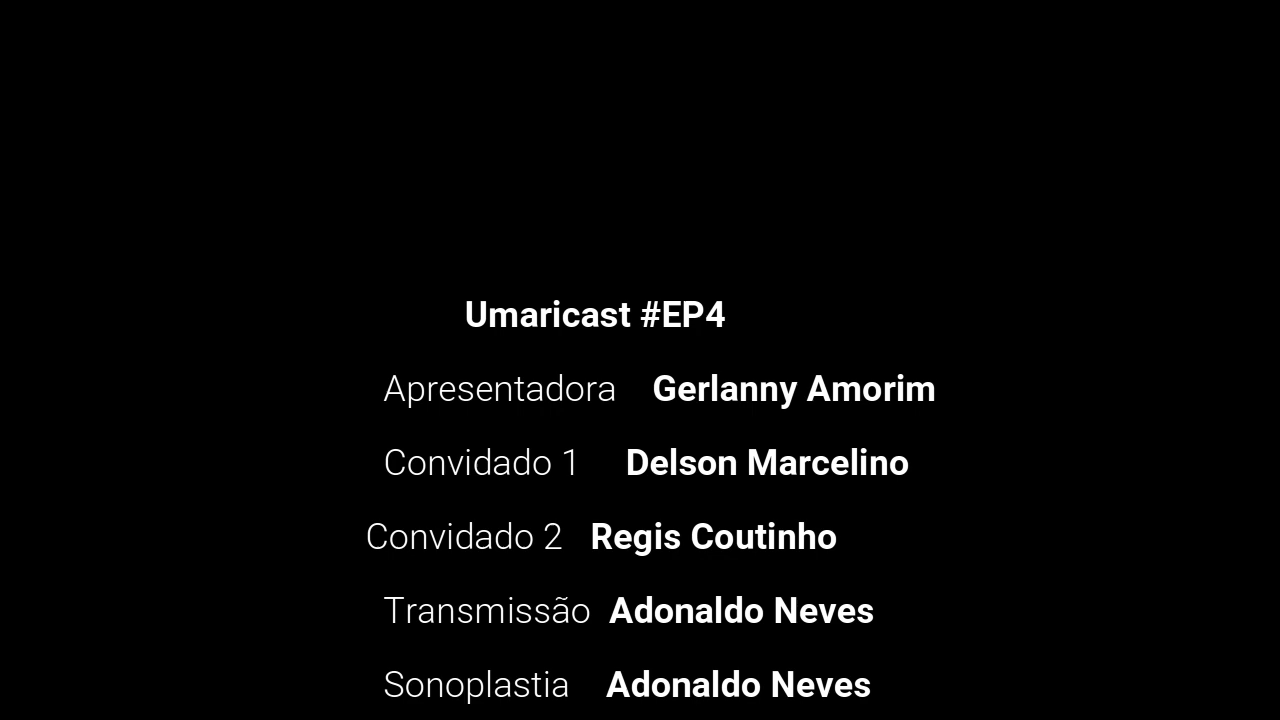 Umaricast #EP4
Apresentadora Gerlanny Amorim
Convidado 1 Delson Marcelino
Convidado 2 Regis Coutinho
Transmissão Adonaldo Neves
Sonoplastia Adonaldo Neves